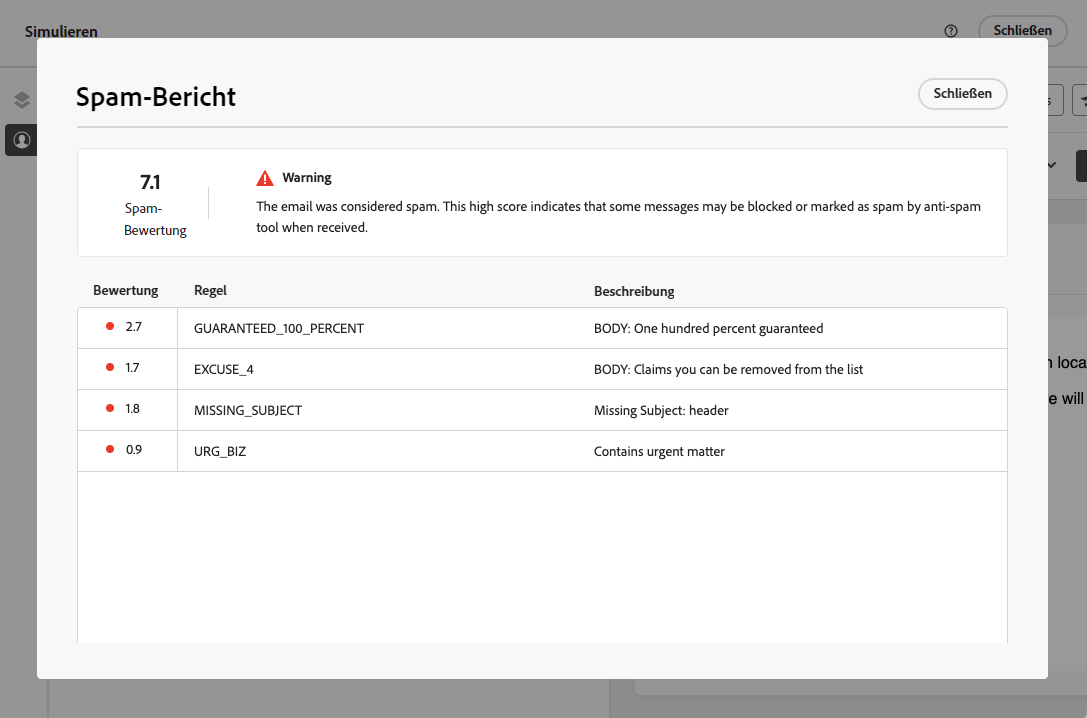 Simulieren
Schließen
Spam-Bericht
Schließen
7.1
Spam-
Bewertung
Warning
The email was considered spam. This high score indicates that some messages may be blocked or marked as spam by anti-spam
tool when received.
Bewertung Regel Beschreibung
2.7 GUARANTEED_100_PERCENT BODY: One hundred percent guaranteed
1.7 EXCUSE_4 BODY: Claims you can be removed from the list
1.8 MISSING_SUBJECT Missing Subject: header
0.9 URG_BIZ Contains urgent matter
will